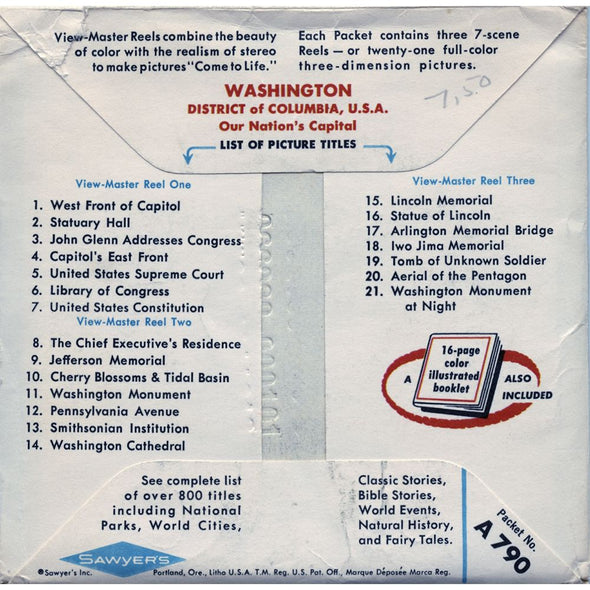 View-Master Reels combine the beauty
of color with the realism of stereo
to make pictures "Come to Life."
Each Packet contains three 7-scene
Reels — or twenty-one full-color
three-dimension pictures.
WASHINGTON
DISTRICT of COLUMBIA, U.S.A.
Our Nation's Capital
7,50
LIST OF PICTURE TITLES
View-Master Reel One
1. West Front of Capitol
2. Statuary Hall
3. John Glenn Addresses Congress
4. Capitol's East Front
5. United States Supreme Court
6. Library of Congress
7. United States Constitution
View-Master Reel Two
8. The Chief Executive's Residence
9. Jefferson Memorial
10. Cherry Blossoms & Tidal Basin
11. Washington Monument
12. Pennsylvania Avenue
13. Smithsonian Institution
14. Washington Cathedral
View-Master Reel Three
15. Lincoln Memorial
16. Statue of Lincoln
17. Arlington Memorial Bridge
18. Iwo Jima Memorial
19. Tomb of Unknown Soldier
20. Aerial of the Pentagon
21. Washington Monument
at Night
A
16-page
color
illustrated
booklet
ALSO
INCLUDED
See complete list
of over 800 titles
including National
Parks, World Cities,
Classic Stories,
Bible Stories,
World Events,
Natural History,
and Fairy Tales.
Packet No.
A 790
SAWYER'S
®Sawyer's Inc.
Portland, Ore., Litho U.S.A. T.M. Reg. U.S. Pat. Off., Marque Déposée Marca Reg.